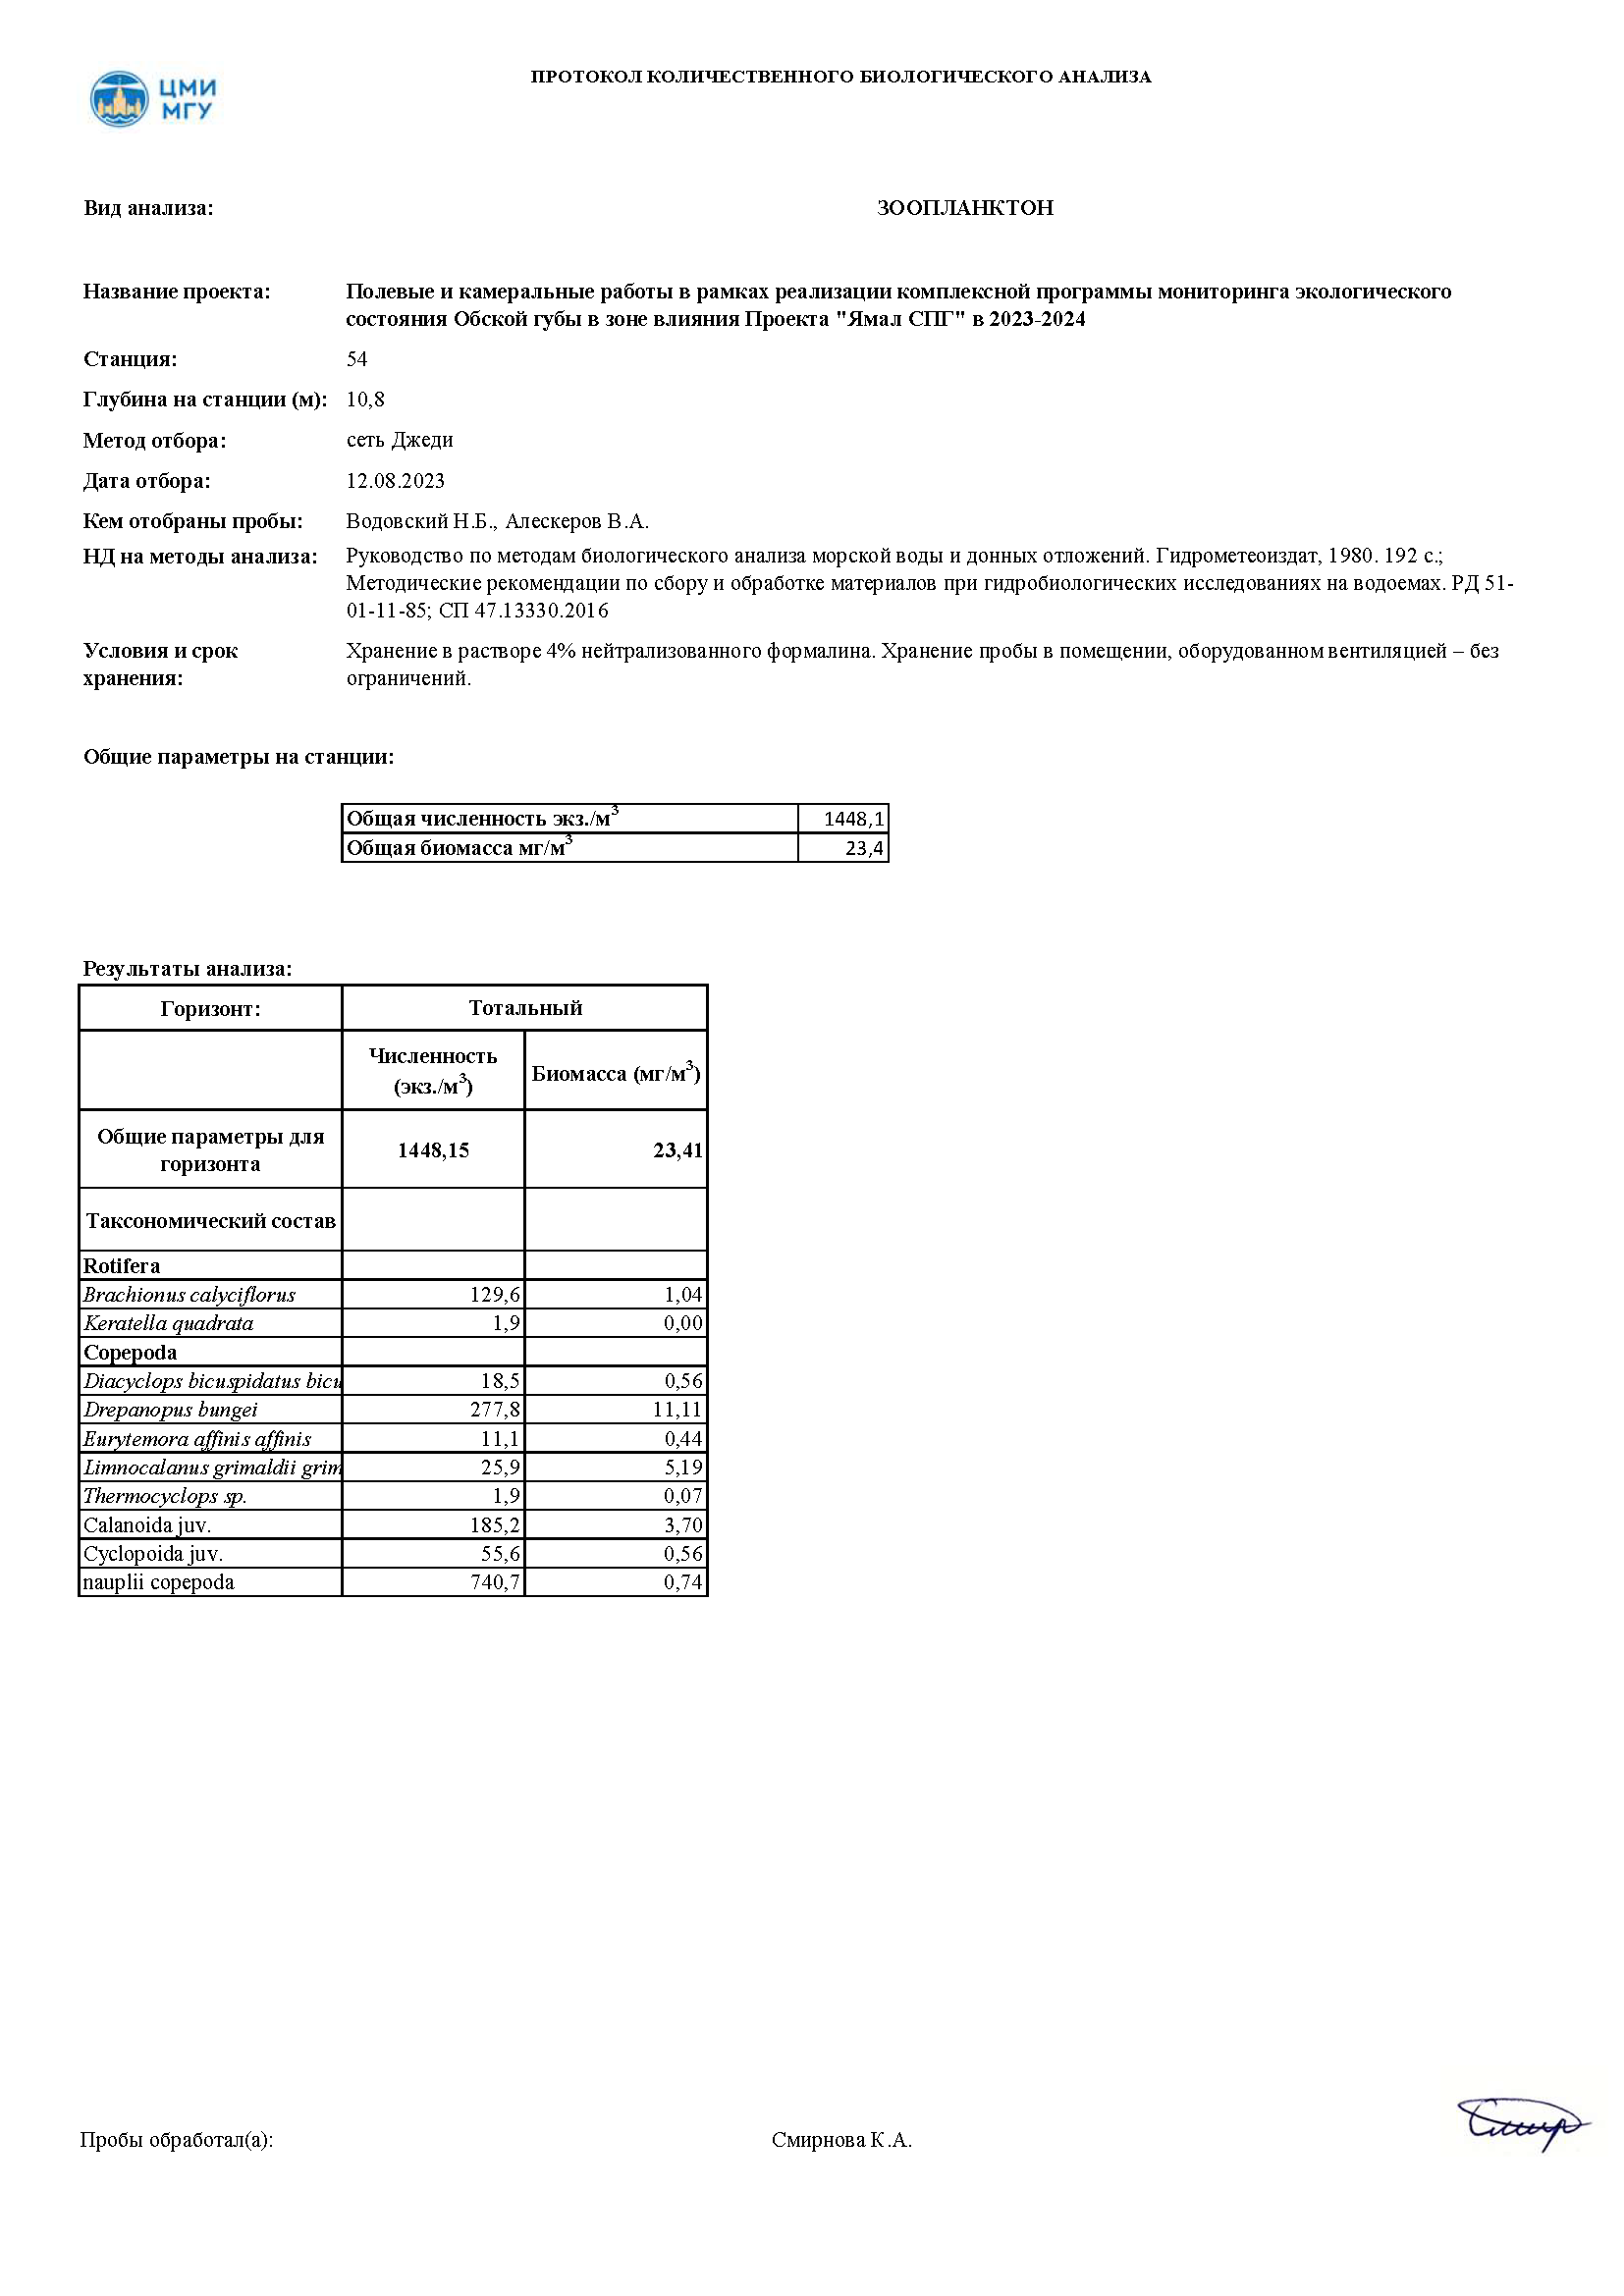 ЦМИ
МГУ
ПРОТОКОЛ КОЛИЧЕСТВЕННОГО БИОЛОГИЧЕСКОГО АНАЛИЗА
Вид анализа: ЗООПЛАНКТОН
Название проекта: Полевые и камеральные работы в рамках реализации комплексной программы мониторинга экологического
состояния Обской губы в зоне влияния Проекта "Ямал СПГ" в 2023-2024
Станция: 54
Глубина на станции (м): 10,8
Метод отбора: сеть Джеди
Дата отбора: 12.08.2023
Кем отобраны пробы: Водовский Н.Б., Алескеров В.А.
НД на методы анализа: Руководство по методам биологического анализа морской воды и донных отложений. Гидрометеоиздат, 1980. 192 с.;
Методические рекомендации по сбору и обработке материалов при гидробиологических исследованиях на водоемах. РД 51-
01-11-85; СП 47.13330.2016
Условия и срок Хранение в растворе 4% нейтрализованного формалина. Хранение пробы в помещении, оборудованном вентиляцией – без
хранения: ограничений.
Общие параметры на станции:
Общая численность экз./м³ 1448,1
Общая биомасса мг/м³ 23,4
Результаты анализа:
Горизонт: Тотальный
Численность
(экз./м³) Биомасса (мг/м³)
Общие параметры для
горизонта 1448,15 23,41
Таксономический состав
Rotifera
Brachionus calyciflorus 129,6 1,04
Keratella quadrata 1,9 0,00
Copepoda
Diacyclops bicuspidatus bicu 18,5 0,56
Drepanopus bungei 277,8 11,11
Eurytemora affinis affinis 11,1 0,44
Limnocalanus grimaldii grim 25,9 5,19
Thermocyclops sp. 1,9 0,07
Calanoida juv. 185,2 3,70
Cyclopoida juv. 55,6 0,56
nauplii copepoda 740,7 0,74
Пробы обработал(а): Смирнова К.А.